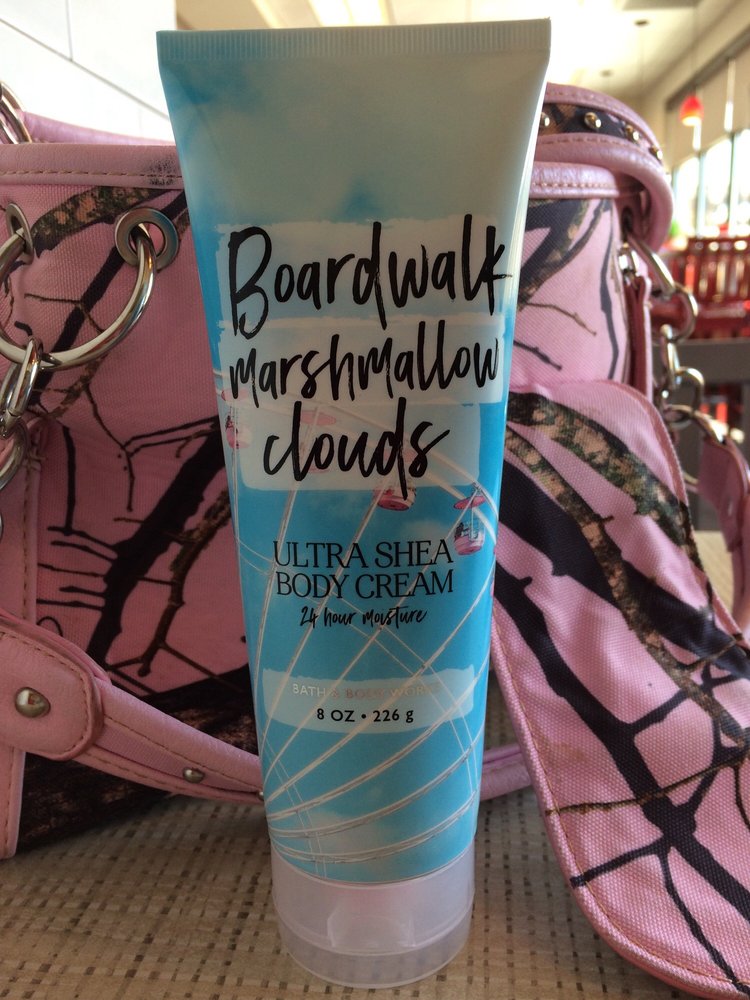 Boardwalk
marshmallow
clouds
ULTRA SHEA
BODY CREAM
24 hour moisture
BATH & BODY WORKS
8 OZ • 226 g